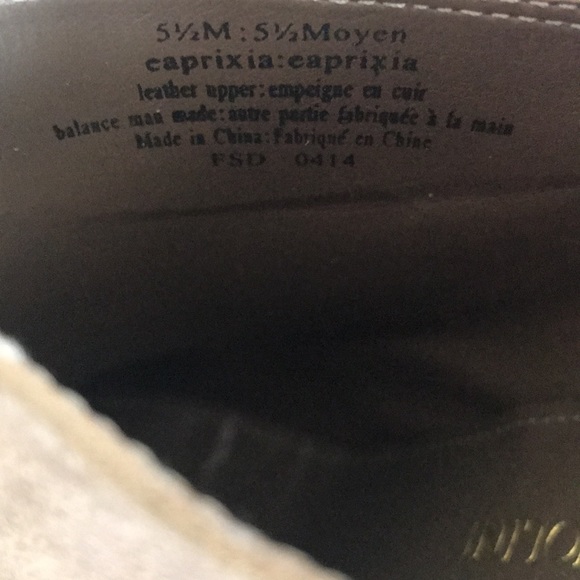 5½M:5½Moyen
caprixia:caprixia
leather upper:empeigne en cuir
balance man made:autre partie fabriquée à la main
Made in China:Fabriqué en Chine
FSD 0414